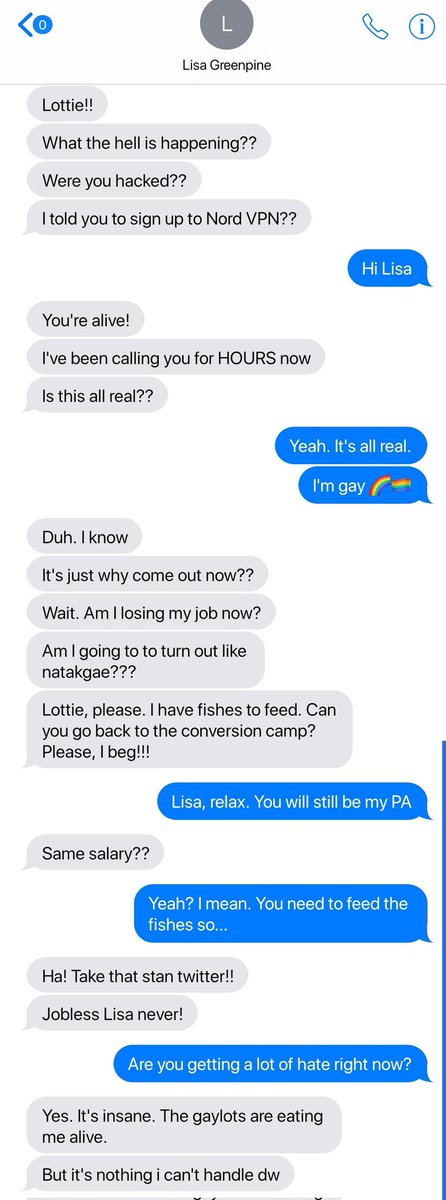 0
L
Lisa Greenpine
Lottie!!
What the hell is happening??
Were you hacked??
I told you to sign up to Nord VPN??
Hi Lisa
You're alive!
I've been calling you for HOURS now
Is this all real??
Yeah. It's all real.
I'm gay 🌈🏳️‍🌈
Duh. I know
It's just why come out now??
Wait. Am I losing my job now?
Am I going to to turn out like
natakgae???
Lottie, please. I have fishes to feed. Can
you go back to the conversion camp?
Please, I beg!!!
Lisa, relax. You will still be my PA
Same salary??
Yeah? I mean. You need to feed the
fishes so...
Ha! Take that stan twitter!!
Jobless Lisa never!
Are you getting a lot of hate right now?
Yes. It's insane. The gaylots are eating
me alive.
But it's nothing i can't handle dw